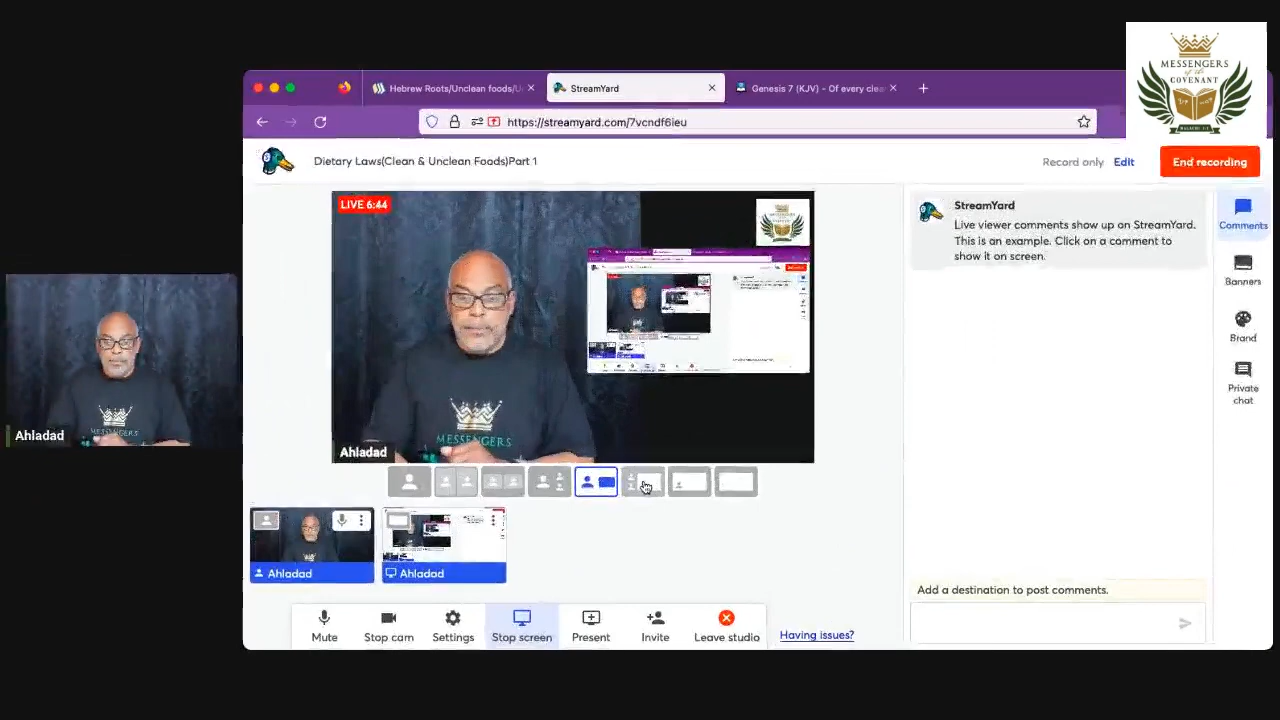 MESSENGERS
of the
COVENANT
Hebrew Roots/Unclean foods/U
StreamYard
Genesis 7 (KJV) - Of every clea
https://streamyard.com/7vcndf6ieu
Dietary Laws(Clean & Unclean Foods)Part 1
Record only
Edit
End recording
LIVE 6:44
StreamYard
Live viewer comments show up on StreamYard.
This is an example. Click on a comment to
show it on screen.
Comments
Banners
Brand
Private
chat
MESSENGERS
Ahladad
MESSENGERS
Ahladad
Ahladad
Ahladad
Add a destination to post comments.
Mute
Stop cam
Settings
Stop screen
Present
Invite
Leave studio
Having issues?